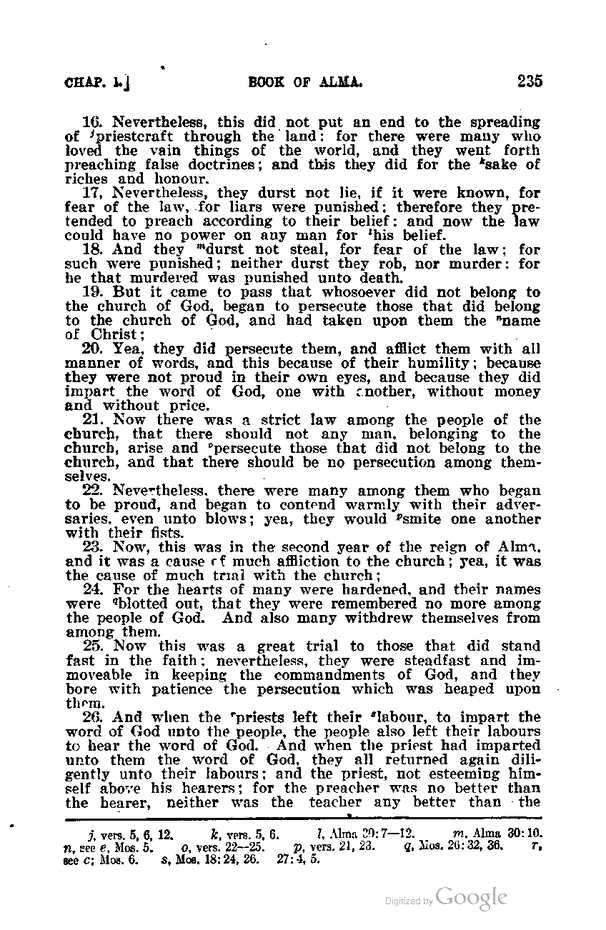 CHAP. I.] BOOK OF ALMA. 235
16. Nevertheless, this did not put an end to the spreading
of jpriestcraft through the land: for there were many who
loved the vain things of the world, and they went forth
preaching false doctrines; and this they did for the ksake of
riches and honour.
17. Nevertheless, they durst not lie, if it were known, for
fear of the law, for liars were punished; therefore they pre-
tended to preach according to their belief: and now the law
could have no power on any man for lhis belief.
18. And they mdurst not steal, for fear of the law; for
such were punished; neither durst they rob, nor murder: for
he that murdered was punished unto death.
19. But it came to pass that whosoever did not belong to
the church of God, began to persecute those that did belong
to the church of God, and had taken upon them the nname
of Christ;
20. Yea, they did persecute them, and afflict them with all
manner of words, and this because of their humility; because
they were not proud in their own eyes, and because they did
impart the word of God, one with another, without money
and without price.
21. Now there was a strict law among the people of the
church, that there should not any man, belonging to the
church, arise and opersecute those that did not belong to the
church, and that there should be no persecution among them-
selves.
22. Nevertheless, there were many among them who began
to be proud, and began to contend warmly with their adver-
saries, even unto blows; yea, they would psmite one another
with their fists.
23. Now, this was in the second year of the reign of Alma,
and it was a cause of much affliction to the church; yea, it was
the cause of much trial with the church;
24. For the hearts of many were hardened, and their names
were qblotted out, that they were remembered no more among
the people of God. And also many withdrew themselves from
among them.
25. Now this was a great trial to those that did stand
fast in the faith; nevertheless, they were steadfast and im-
moveable in keeping the commandments of God, and they
bore with patience the persecution which was heaped upon
them.
26. And when the rpriests left their slabour, to impart the
word of God unto the people, the people also left their labours
to hear the word of God. And when the priest had imparted
unto them the word of God, they all returned again dili-
gently unto their labours; and the priest, not esteeming him-
self above his hearers; for the preacher was no better than
the hearer, neither was the teacher any better than the
j, vers. 5, 6, 12. k, vers. 5, 6. l, Alma 30:7—12. m, Alma 30:10.
n, see e, Mos. 5. o, vers. 22—25. p, vers. 21, 23. q, Mos. 26:32, 36. r,
see c; Mos. 6. s, Mos. 18:24, 26. 27:4, 5.
Digitized by Google